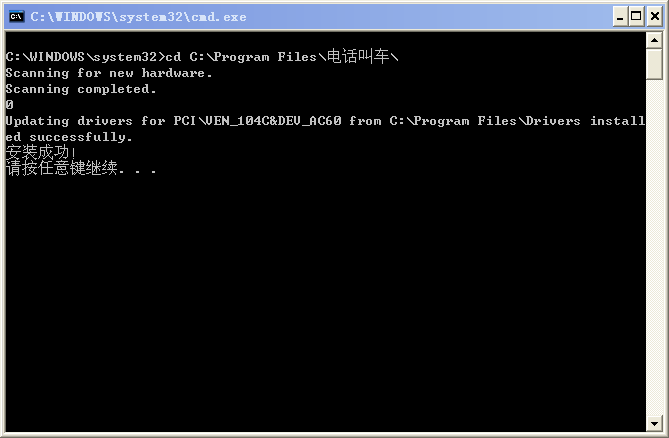 C:\WINDOWS\system32\cmd.exe
C:\WINDOWS\system32>cd C:\Program Files\电话叫车\
Scanning for new hardware.
Scanning completed.
0
Updating drivers for PCI\VEN_104C&DEV_AC60 from C:\Program Files\Drivers install
ed successfully.
安装成功!
请按任意键继续. . .